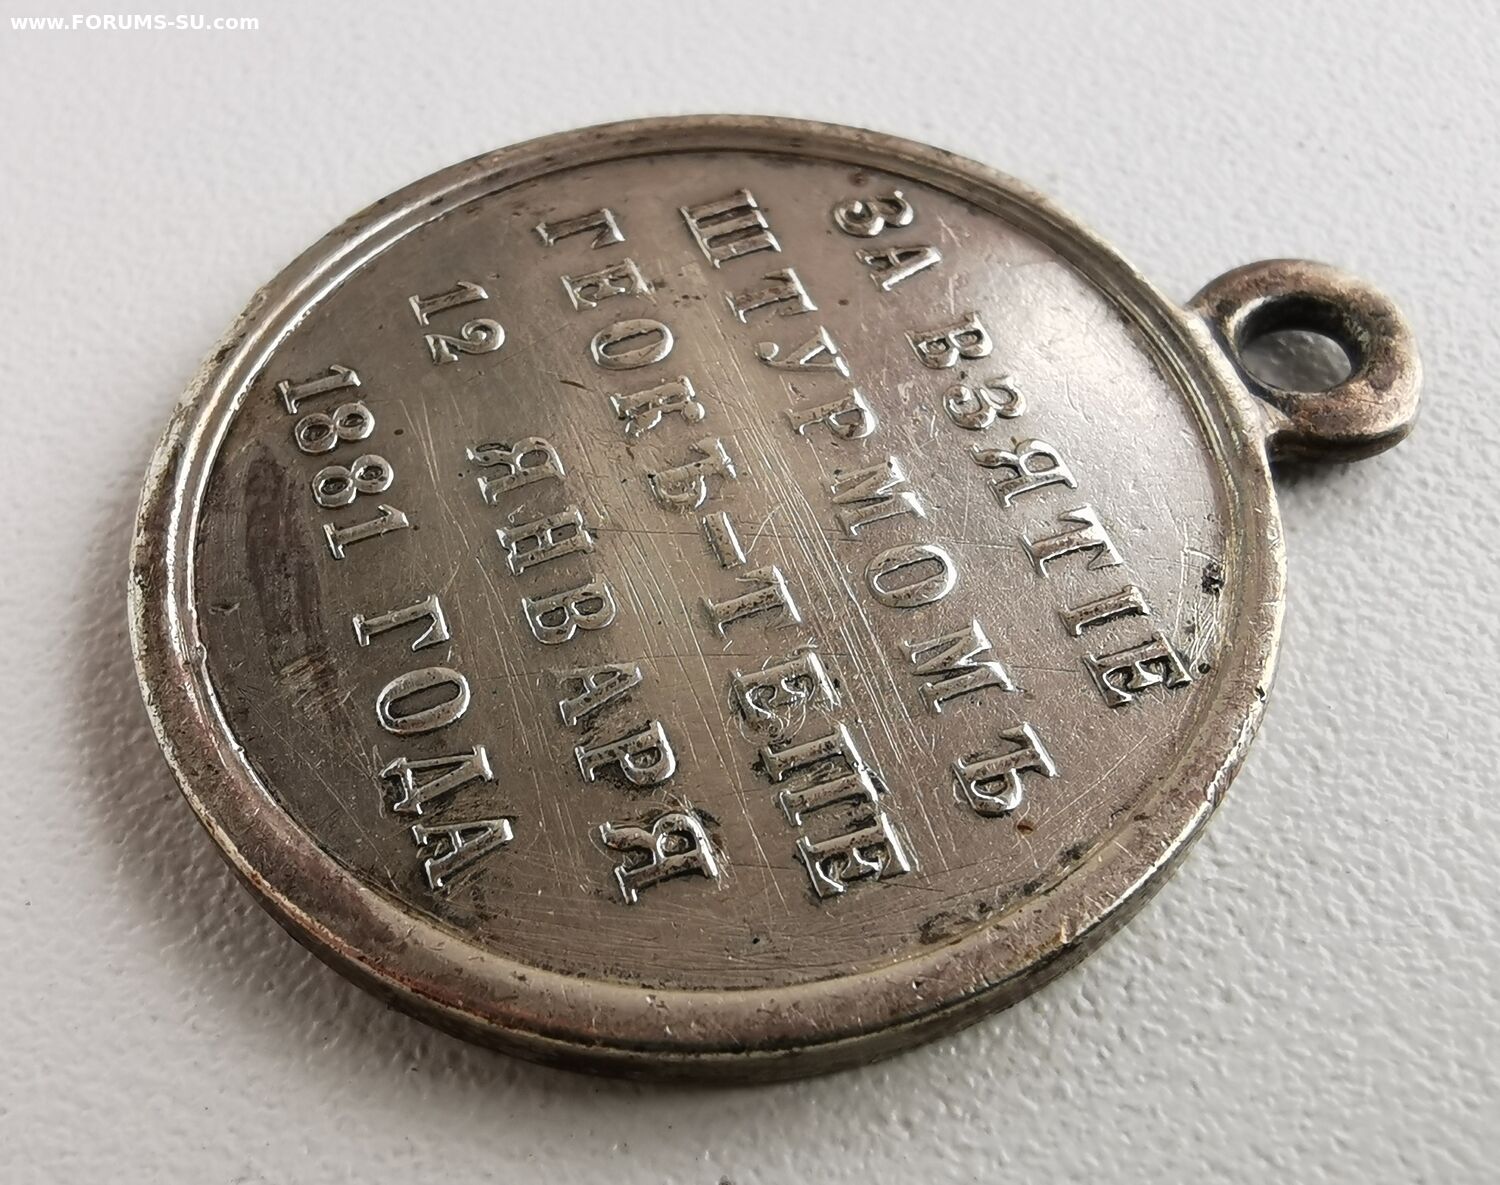 www.FORUMS-SU.com
ЗА ВЗЯТІЕ
ШТУРМОМЪ
ГЕОКЪ-ТЕПЕ
12 ЯНВАРЯ
1881 ГОДА